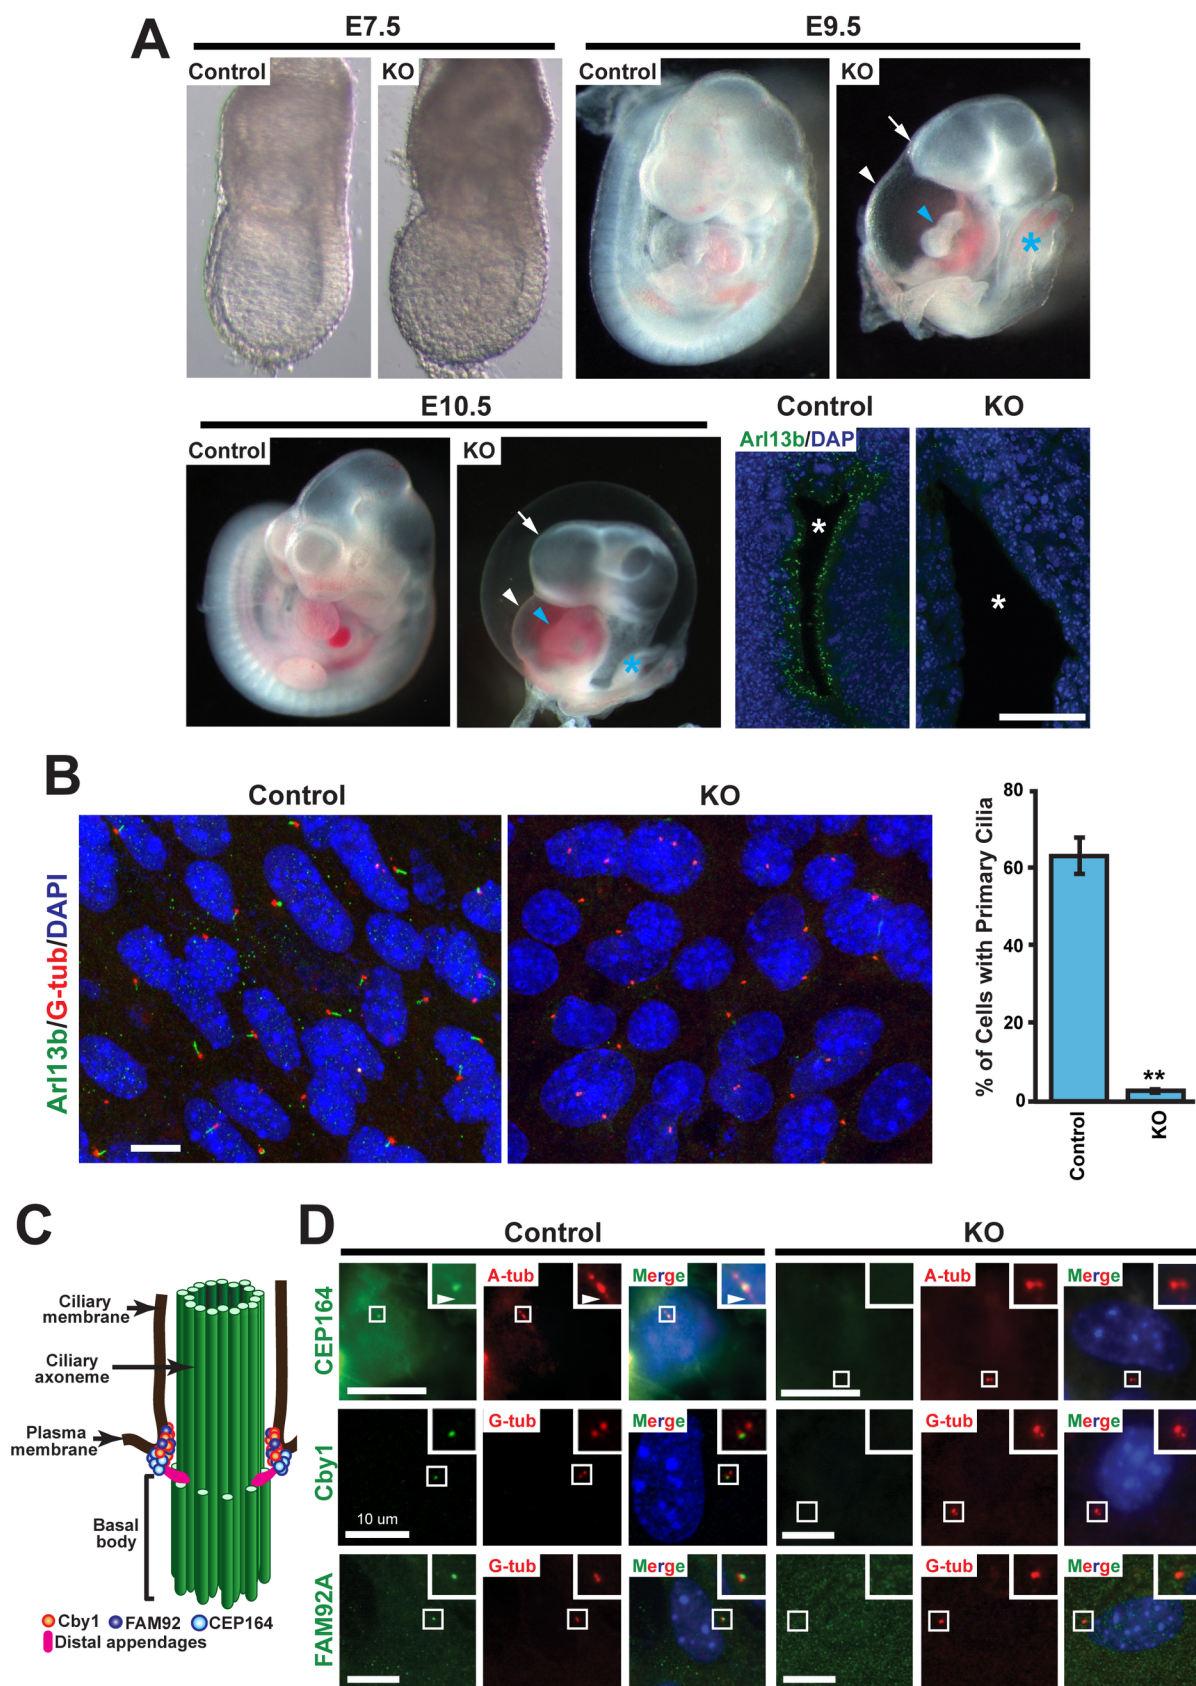 A
E7.5
E9.5
Control
KO
Control
KO
*
E10.5
Control
KO
Control
KO
Control
KO
Arl13b/DAP
*
*
*
B
Control
KO
Arl13b/G-tub/DAPI
% of Cells with Primary Cilia
80
60
40
20
0
**
Control
KO
C
Ciliary
membrane
Ciliary
axoneme
Plasma
membrane
Basal
body
Cby1 FAM92 CEP164
Distal appendages
D
Control
KO
CEP164
A-tub
Merge
A-tub
Merge
Cby1
10 um
G-tub
Merge
G-tub
Merge
FAM92A
G-tub
Merge
G-tub
Merge